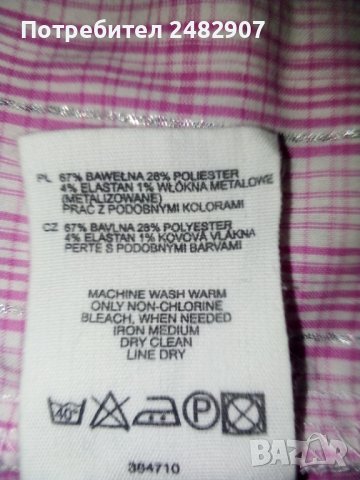 Потребител 2482907
PL 67% BAWEŁNA 28% POLIESTER
4% ELASTAN 1% WŁÓKNA METALOWE
(METALIZOWANE)
PRAĆ Z PODOBNYMI KOLORAMI
CZ 67% BAVLNA 28% POLYESTER
4% ELASTAN 1% KOVOVÁ VLÁKNA
PERTE S PODOBNÝMI BARVAMI
MACHINE WASH WARM
ONLY NON-CHLORINE
BLEACH, WHEN NEEDED
IRON MEDIUM
DRY CLEAN
LINE DRY
40° P
384710
BAZAR